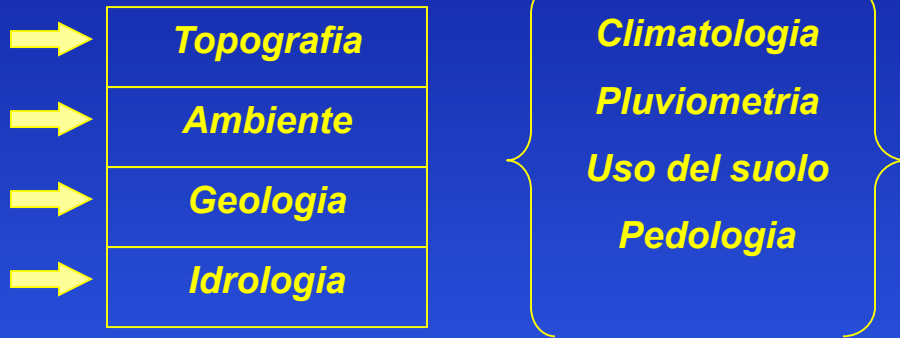 Topografia
Ambiente
Geologia
Idrologia
Climatologia
Pluviometria
Uso del suolo
Pedologia